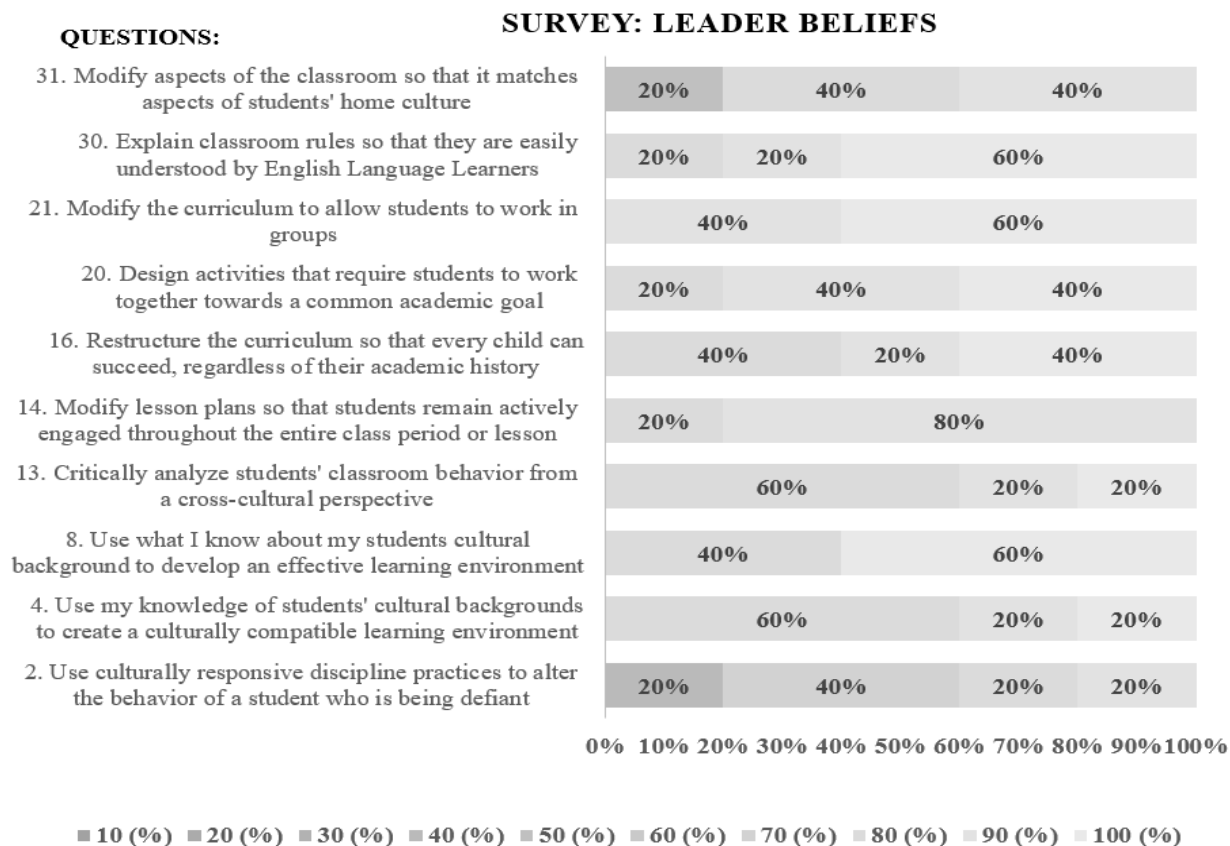 SURVEY: LEADER BELIEFS
QUESTIONS:
31. Modify aspects of the classroom so that it matches
aspects of students' home culture
20% 40% 40%
30. Explain classroom rules so that they are easily
understood by English Language Learners
20% 20% 60%
21. Modify the curriculum to allow students to work in
groups
40% 60%
20. Design activities that require students to work
together towards a common academic goal
20% 40% 40%
16. Restructure the curriculum so that every child can
succeed, regardless of their academic history
40% 20% 40%
14. Modify lesson plans so that students remain actively
engaged throughout the entire class period or lesson
20% 80%
13. Critically analyze students' classroom behavior from
a cross-cultural perspective
60% 20% 20%
8. Use what I know about my students cultural
background to develop an effective learning environment
40% 60%
4. Use my knowledge of students' cultural backgrounds
to create a culturally compatible learning environment
60% 20% 20%
2. Use culturally responsive discipline practices to alter
the behavior of a student who is being defiant
20% 40% 20% 20%
0% 10% 20% 30% 40% 50% 60% 70% 80% 90% 100%
10 (%) 20 (%) 30 (%) 40 (%) 50 (%) 60 (%) 70 (%) 80 (%) 90 (%) 100 (%)